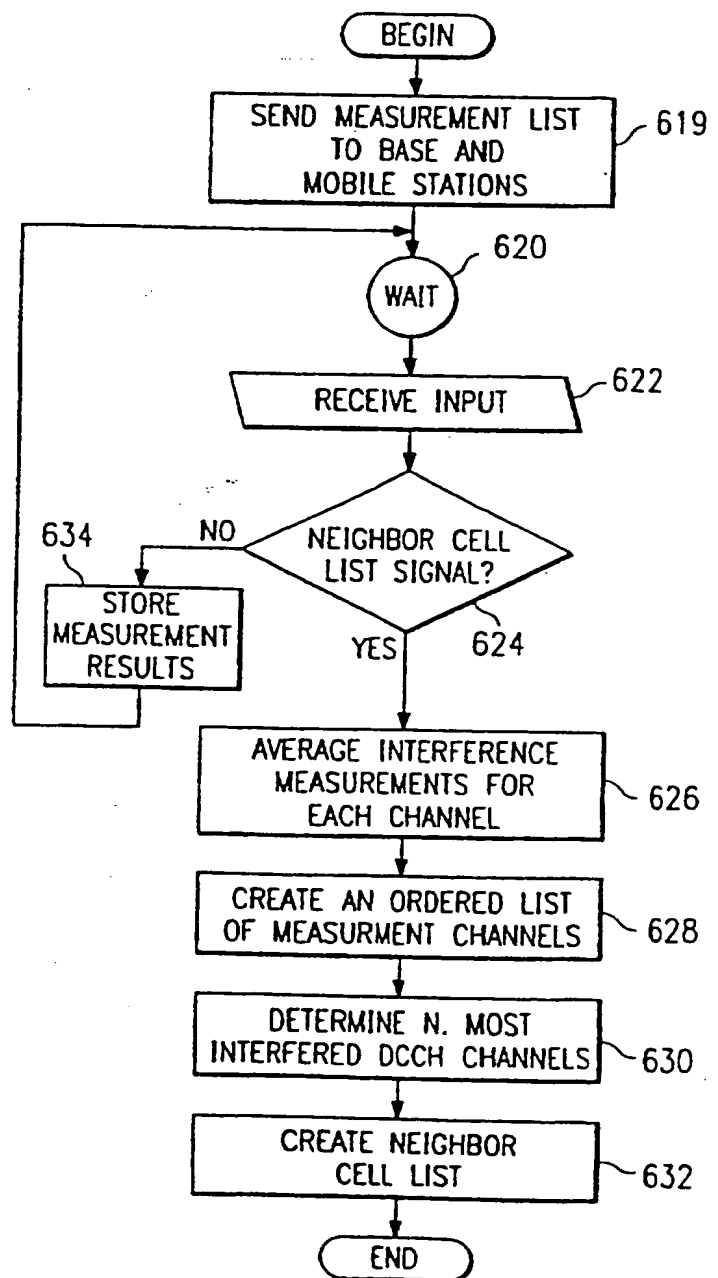 BEGIN
SEND MEASUREMENT LIST
TO BASE AND
MOBILE STATIONS
619
620
WAIT
RECEIVE INPUT
622
NEIGHBOR CELL
LIST SIGNAL?
624
NO
634
STORE
MEASUREMENT
RESULTS
YES
AVERAGE INTERFERENCE
MEASUREMENTS FOR
EACH CHANNEL
626
CREATE AN ORDERED LIST
OF MEASURMENT CHANNELS
628
DETERMINE N. MOST
INTERFERED DCCH CHANNELS
630
CREATE NEIGHBOR
CELL LIST
632
END